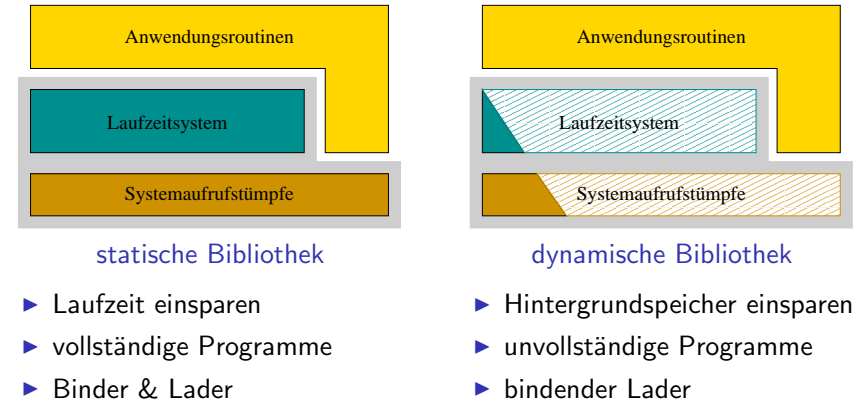 Anwendungsroutinen
Laufzeitsystem
Systemaufrufstümpfe
statische Bibliothek
▶ Laufzeit einsparen
▶ vollständige Programme
▶ Binder & Lader
Anwendungsroutinen
Laufzeitsystem
Systemaufrufstümpfe
dynamische Bibliothek
▶ Hintergrundspeicher einsparen
▶ unvollständige Programme
▶ bindender Lader